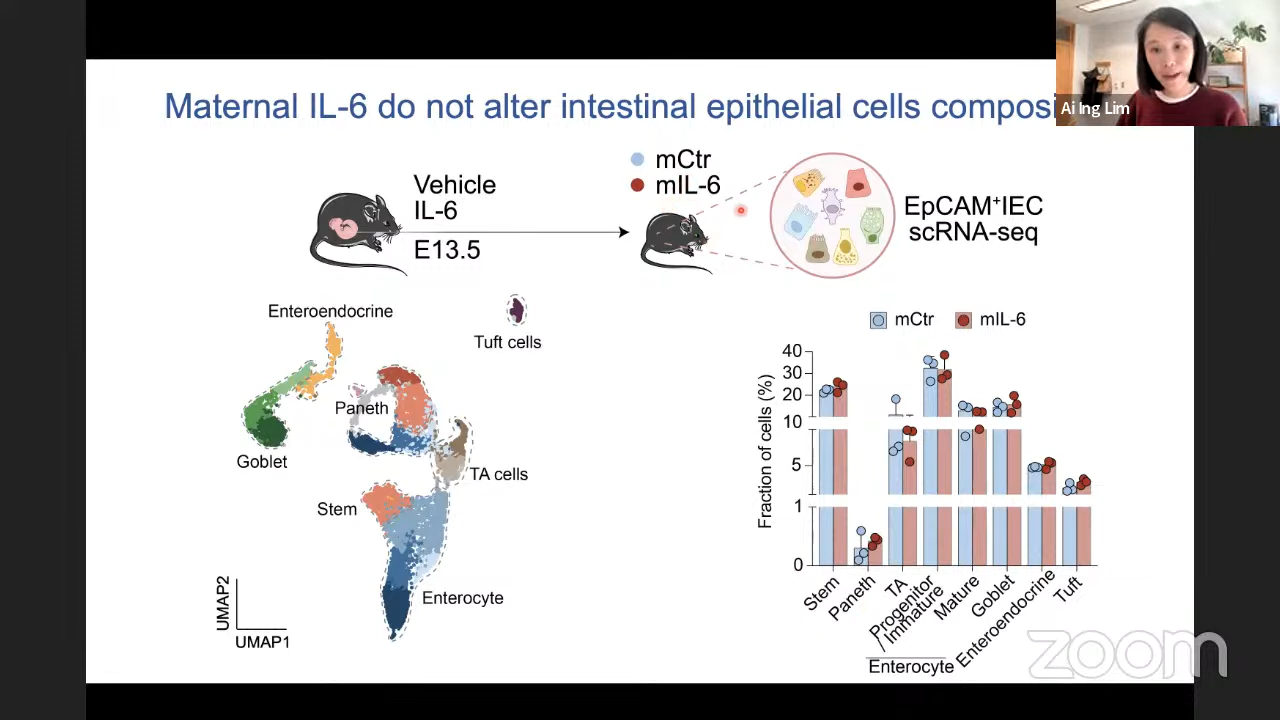 Maternal IL-6 do not alter intestinal epithelial cells compos
Ai Ing Lim
Vehicle
IL-6
E13.5
mCtr
mIL-6
EpCAM⁺IEC
scRNA-seq
Enteroendocrine
Tuft cells
Paneth
Goblet
TA cells
Stem
Enterocyte
UMAP2
UMAP1
mCtr
mIL-6
Fraction of cells (%)
40
30
20
10
10
5
1
0
Stem
Paneth
TA
Progenitor
/ Immature
Mature
Goblet
Enteroendocrine
Tuft
Enterocyte
zoom